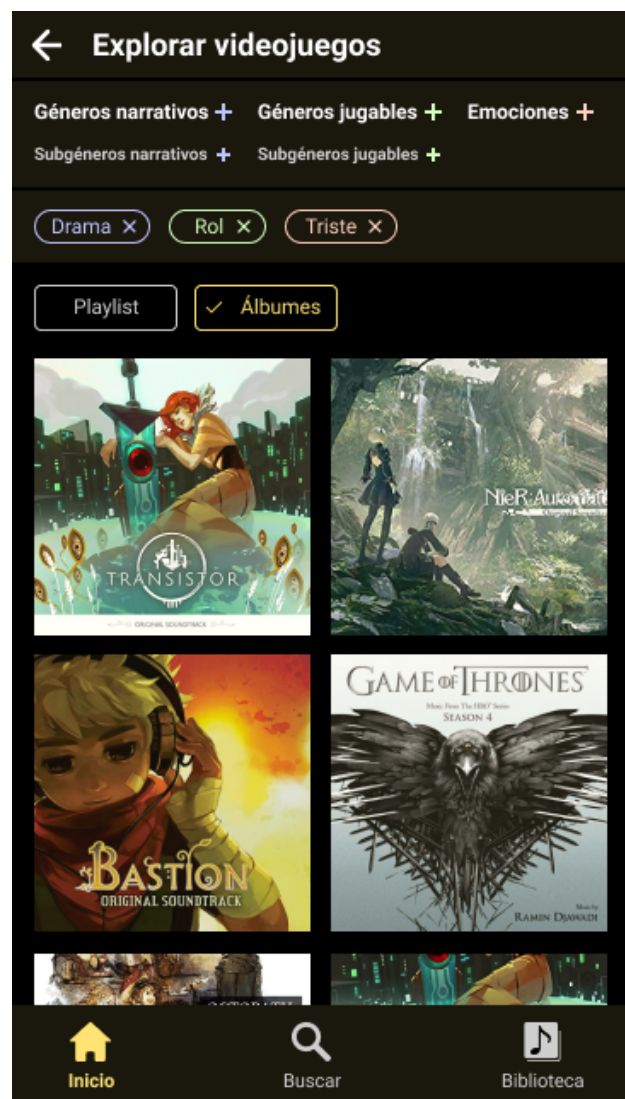 Explorar videojuegos
Géneros narrativos + Géneros jugables + Emociones +
Subgéneros narrativos + Subgéneros jugables +
Drama × Rol × Triste ×
Playlist ✓ Álbumes
TRANSISTOR
ORIGINAL SOUNDTRACK
NieR:Automata
Original Soundtrack
BASTION
ORIGINAL SOUNDTRACK
GAME OF THRONES
Music From The HBO® Series
SEASON 4
Music by
RAMIN DJAWADI
Inicio Buscar Biblioteca